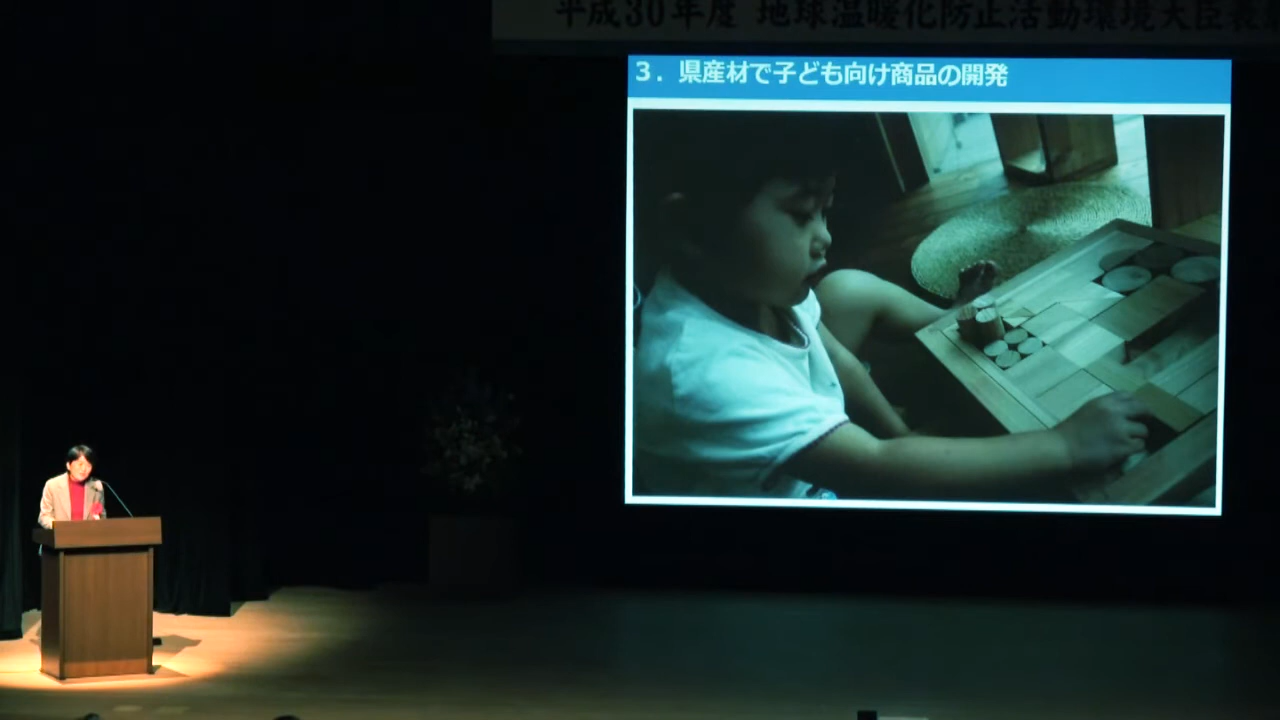 平成30年度 地球温暖化防止活動環境大臣表
3．県産材で子ども向け商品の開発